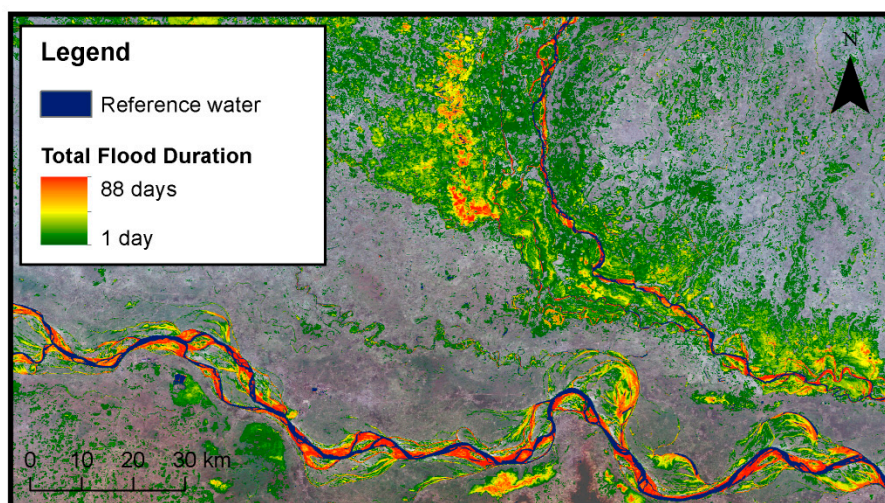 Legend
Reference water
Total Flood Duration
88 days
1 day
N
0 10 20 30 km